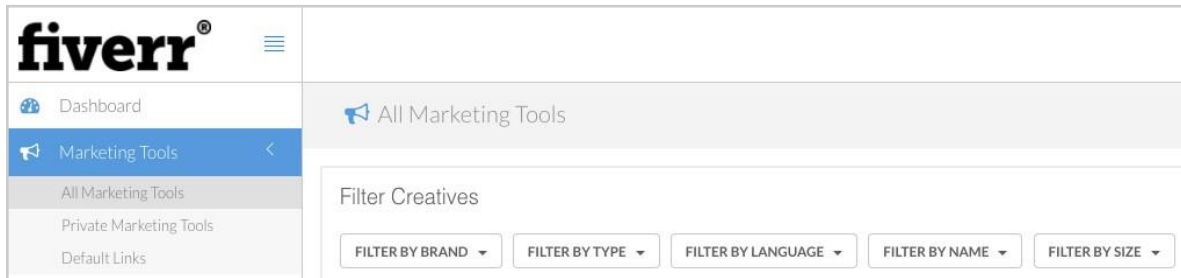 fiverr®
Dashboard
All Marketing Tools
Marketing Tools
All Marketing Tools
Filter Creatives
Private Marketing Tools
Default Links
FILTER BY BRAND FILTER BY TYPE FILTER BY LANGUAGE FILTER BY NAME FILTER BY SIZE